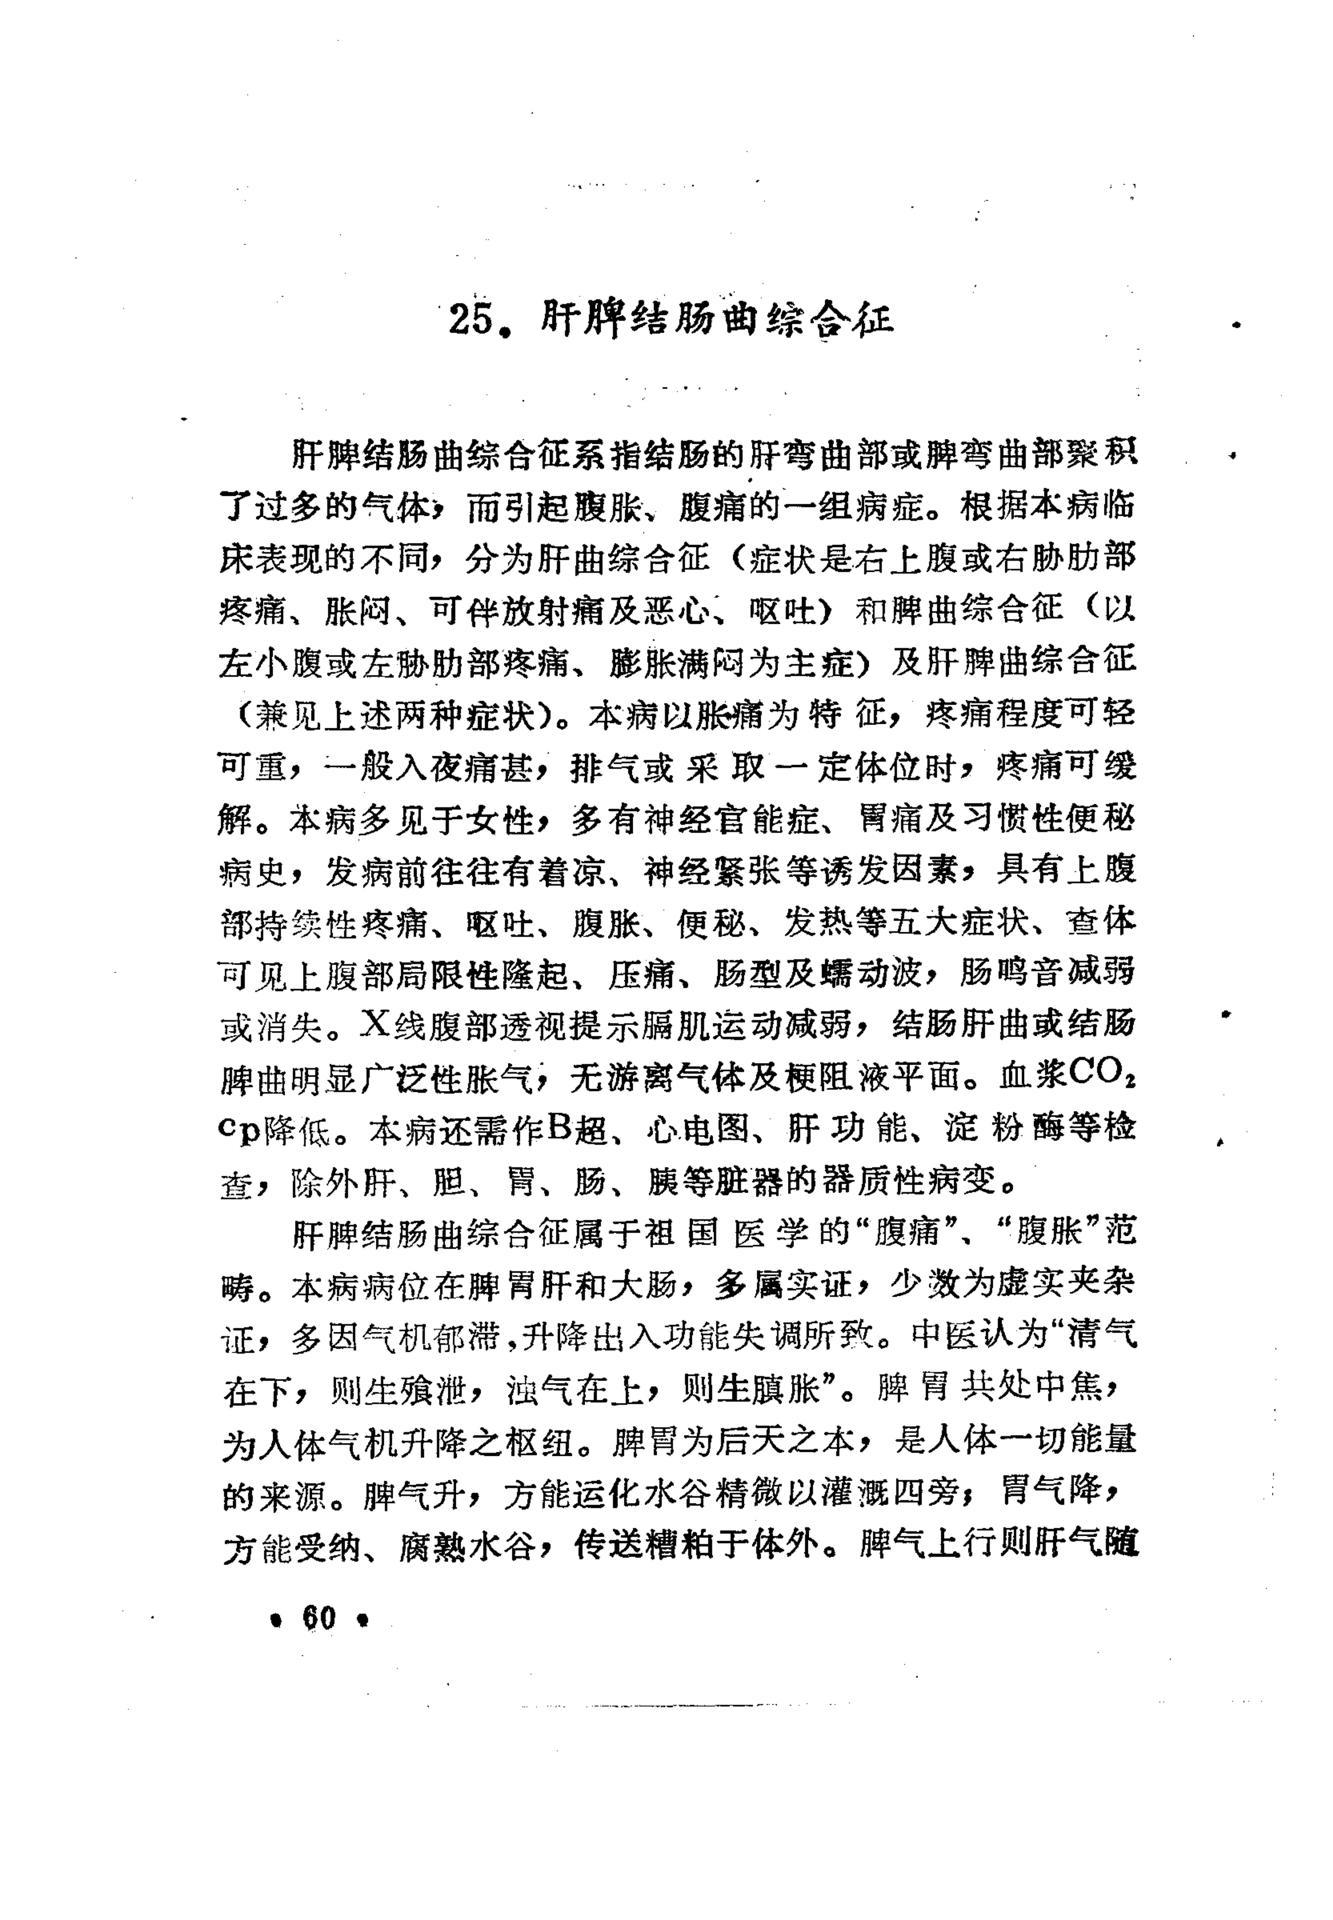 25．肝脾结肠曲综合征
肝脾结肠曲综合征系指结肠的肝弯曲部或脾弯曲部聚积
了过多的气体，而引起腹胀、腹痛的一组病症。根据本病临
床表现的不同，分为肝曲综合征（症状是右上腹或右胁肋部
疼痛、胀闷、可伴放射痛及恶心、呕吐）和脾曲综合征（以
左小腹或左胁肋部疼痛、膨胀满闷为主症）及肝脾曲综合征
（兼见上述两种症状）。本病以胀痛为特征，疼痛程度可轻
可重，一般入夜痛甚，排气或采取一定体位时，疼痛可缓
解。本病多见于女性，多有神经官能症、胃痛及习惯性便秘
病史，发病前往往有着凉、神经紧张等诱发因素，具有上腹
部持续性疼痛、呕吐、腹胀、便秘、发热等五大症状、查体
可见上腹部局限性隆起、压痛、肠型及蠕动波，肠鸣音减弱
或消失。X线腹部透视提示膈肌运动减弱，结肠肝曲或结肠
脾曲明显广泛性胀气，无游离气体及梗阻液平面。血浆CO₂
cp降低。本病还需作B超、心电图、肝功能、淀粉酶等检
查，除外肝、胆、胃、肠、胰等脏器的器质性病变。
肝脾结肠曲综合征属于祖国医学的“腹痛”、“腹胀”范
畴。本病病位在脾胃肝和大肠，多属实证，少数为虚实夹杂
证，多因气机郁滞，升降出入功能失调所致。中医认为“清气
在下，则生飧泄，浊气在上，则生䐜胀”。脾胃共处中焦，
为人体气机升降之枢纽。脾胃为后天之本，是人体一切能量
的来源。脾气升，方能运化水谷精微以灌溉四旁；胃气降，
方能受纳、腐熟水谷，传送糟粕于体外。脾气上行则肝气随
• 60 •